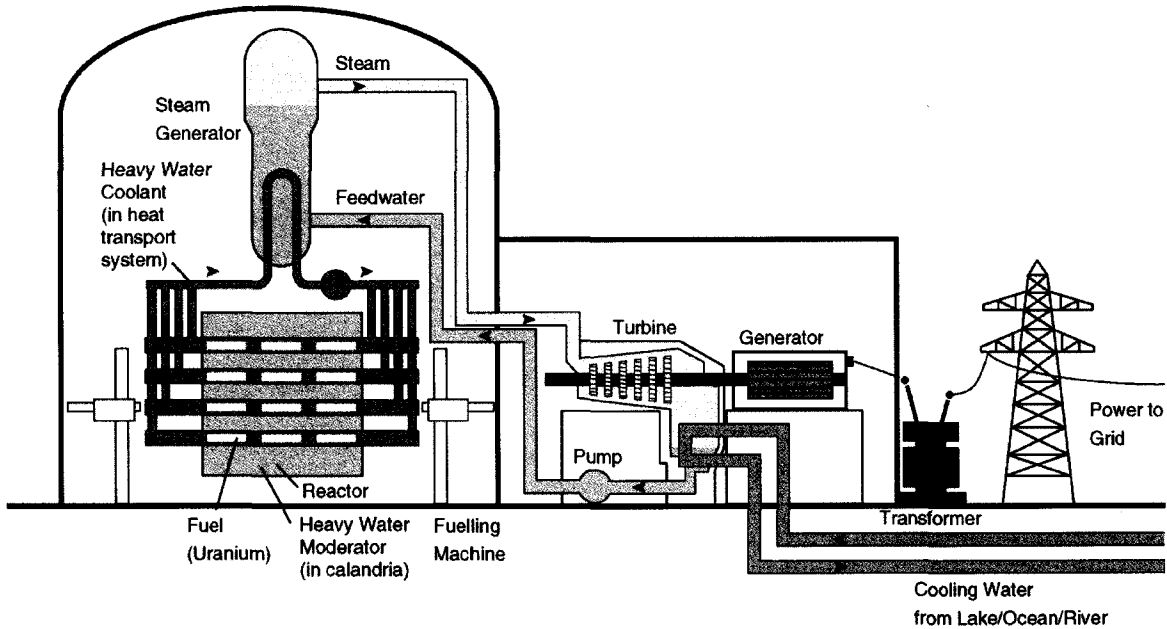 Steam
Steam
Generator
Heavy Water
Coolant
(in heat
transport
system)
Feedwater
Turbine
Generator
Power to
Grid
Pump
Reactor
Fuel
(Uranium)
Heavy Water
Moderator
(in calandria)
Fuelling
Machine
Transformer
Cooling Water
from Lake/Ocean/River